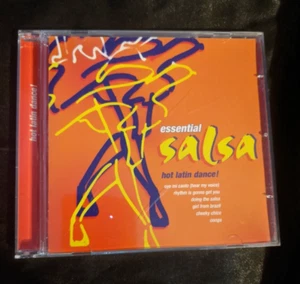 hot latin dance!
essential
salsa
hot latin dance!
oye mi canto (hear my voice)
rhythm is gonna get you
doing the salsa
girl from brazil
cheeky chico
conga